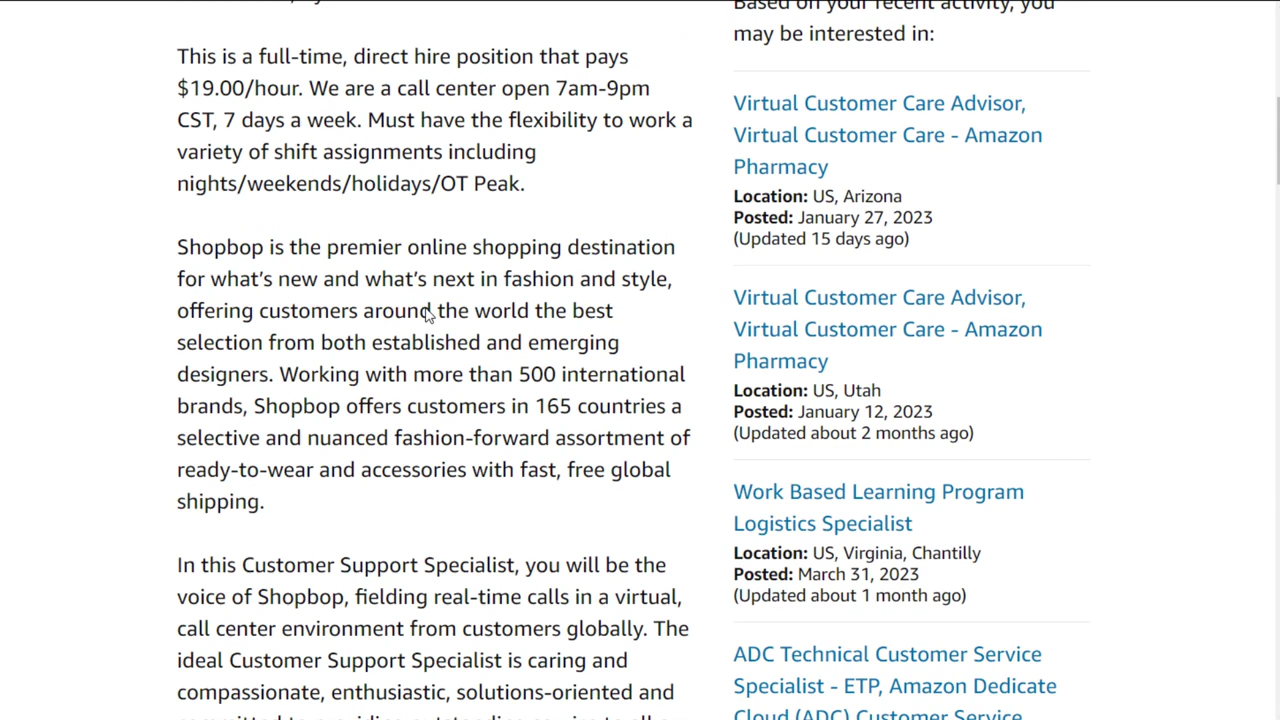 This is a full-time, direct hire position that pays
$19.00/hour. We are a call center open 7am-9pm
CST, 7 days a week. Must have the flexibility to work a
variety of shift assignments including
nights/weekends/holidays/OT Peak.
Shopbop is the premier online shopping destination
for what's new and what's next in fashion and style,
offering customers around the world the best
selection from both established and emerging
designers. Working with more than 500 international
brands, Shopbop offers customers in 165 countries a
selective and nuanced fashion-forward assortment of
ready-to-wear and accessories with fast, free global
shipping.
In this Customer Support Specialist, you will be the
voice of Shopbop, fielding real-time calls in a virtual,
call center environment from customers globally. The
ideal Customer Support Specialist is caring and
compassionate, enthusiastic, solutions-oriented and
Based on your recent activity, you
may be interested in:
Virtual Customer Care Advisor,
Virtual Customer Care - Amazon
Pharmacy
Location: US, Arizona
Posted: January 27, 2023
(Updated 15 days ago)
Virtual Customer Care Advisor,
Virtual Customer Care - Amazon
Pharmacy
Location: US, Utah
Posted: January 12, 2023
(Updated about 2 months ago)
Work Based Learning Program
Logistics Specialist
Location: US, Virginia, Chantilly
Posted: March 31, 2023
(Updated about 1 month ago)
ADC Technical Customer Service
Specialist - ETP, Amazon Dedicate
Cloud (ADC) Customer Service